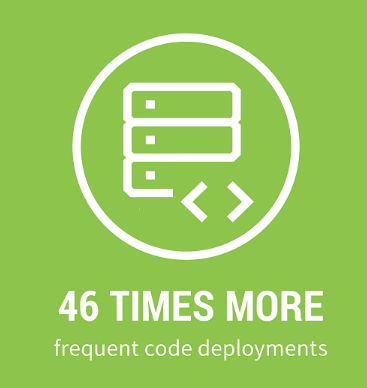 46 TIMES MORE
frequent code deployments